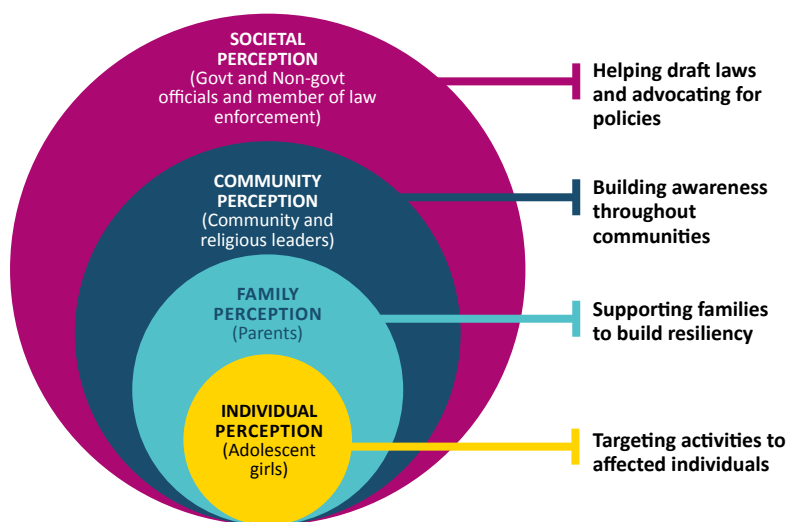 SOCIETAL
PERCEPTION
(Govt and Non-govt
officials and member of law
enforcement)
Helping draft laws
and advocating for
policies
COMMUNITY
PERCEPTION
(Community and
religious leaders)
Building awareness
throughout
communities
FAMILY
PERCEPTION
(Parents)
Supporting families
to build resiliency
INDIVIDUAL
PERCEPTION
(Adolescent
girls)
Targeting activities to
affected individuals